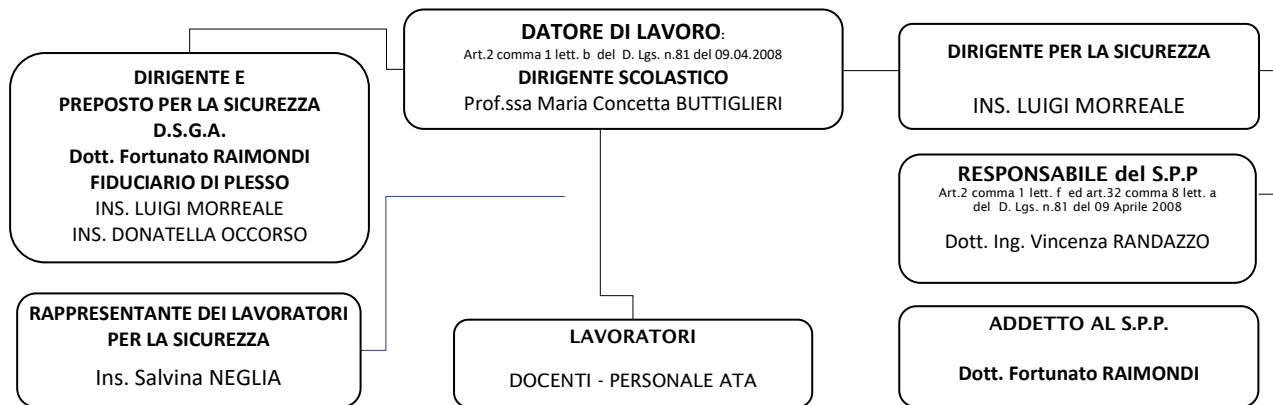 DATORE DI LAVORO:
Art.2 comma 1 lett. b del D. Lgs. n.81 del 09.04.2008
DIRIGENTE SCOLASTICO
Prof.ssa Maria Concetta BUTTIGLIERI
DIRIGENTE E
PREPOSTO PER LA SICUREZZA
D.S.G.A.
Dott. Fortunato RAIMONDI
FIDUCIARIO DI PLESSO
INS. LUIGI MORREALE
INS. DONATELLA OCCORSO
DIRIGENTE PER LA SICUREZZA
INS. LUIGI MORREALE
RESPONSABILE del S.P.P
Art.2 comma 1 lett. f ed art.32 comma 8 lett. a
del D. Lgs. n.81 del 09 Aprile 2008
Dott. Ing. Vincenza RANDAZZO
RAPPRESENTANTE DEI LAVORATORI
PER LA SICUREZZA
Ins. Salvina NEGLIA
LAVORATORI
DOCENTI - PERSONALE ATA
ADDETTO AL S.P.P.
Dott. Fortunato RAIMONDI